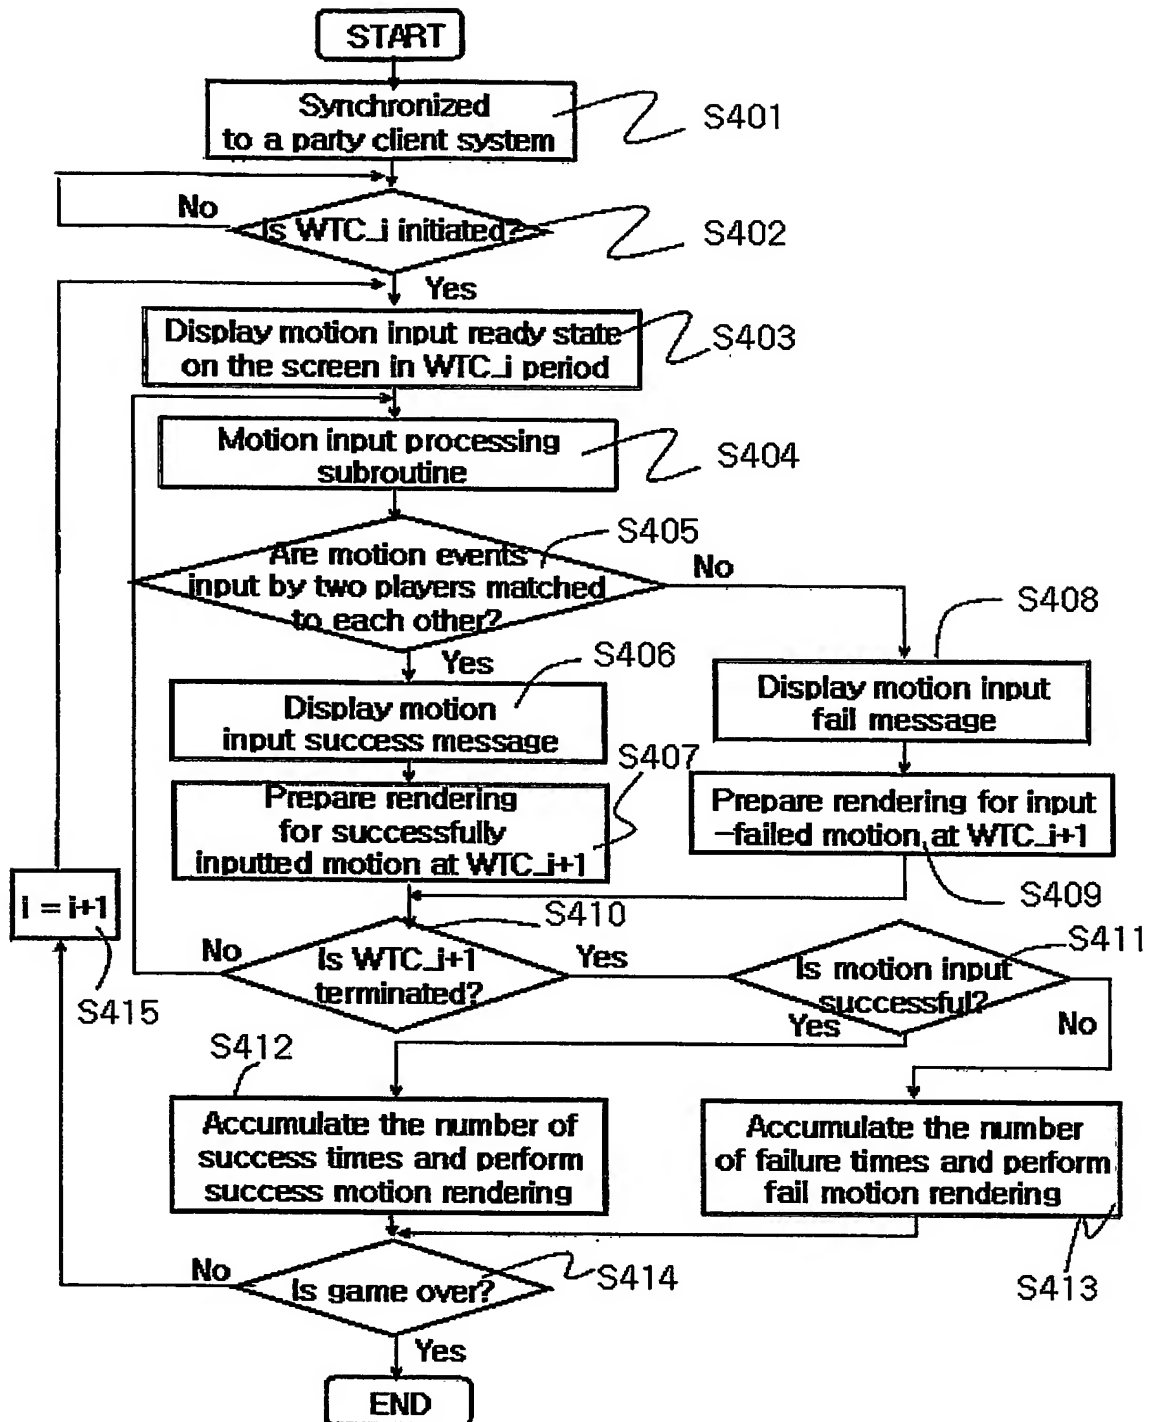 START
Synchronized
to a party client system
S401
No
Is WTC_i initiated?
S402
Yes
Display motion input ready state
on the screen in WTC_i period
S403
Motion input processing
subroutine
S404
S405
Are motion events
input by two players matched
to each other?
No
Yes
S406
S408
Display motion
input success message
Display motion input
fail message
S407
Prepare rendering
for successfully
inputted motion at WTC_i+1
Prepare rendering for input
-failed motion at WTC_i+1
S409
i = i+1
S415
S410
No
Is WTC_i+1
terminated?
Yes
S411
Is motion input
successful?
Yes
No
S412
Accumulate the number of
success times and perform
success motion rendering
Accumulate the number
of failure times and perform
fail motion rendering
S413
No
Is game over?
S414
Yes
END